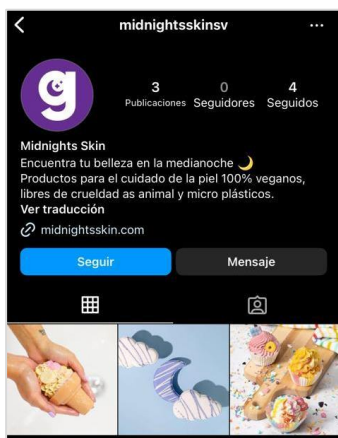 midnightsskinsv
3 0 4
Publicaciones Seguidores Seguidos
Midnights Skin
Encuentra tu belleza en la medianoche
Productos para el cuidado de la piel 100% veganos,
libres de crueldad as animal y micro plásticos.
Ver traducción
midnightsskin.com
Seguir Mensaje